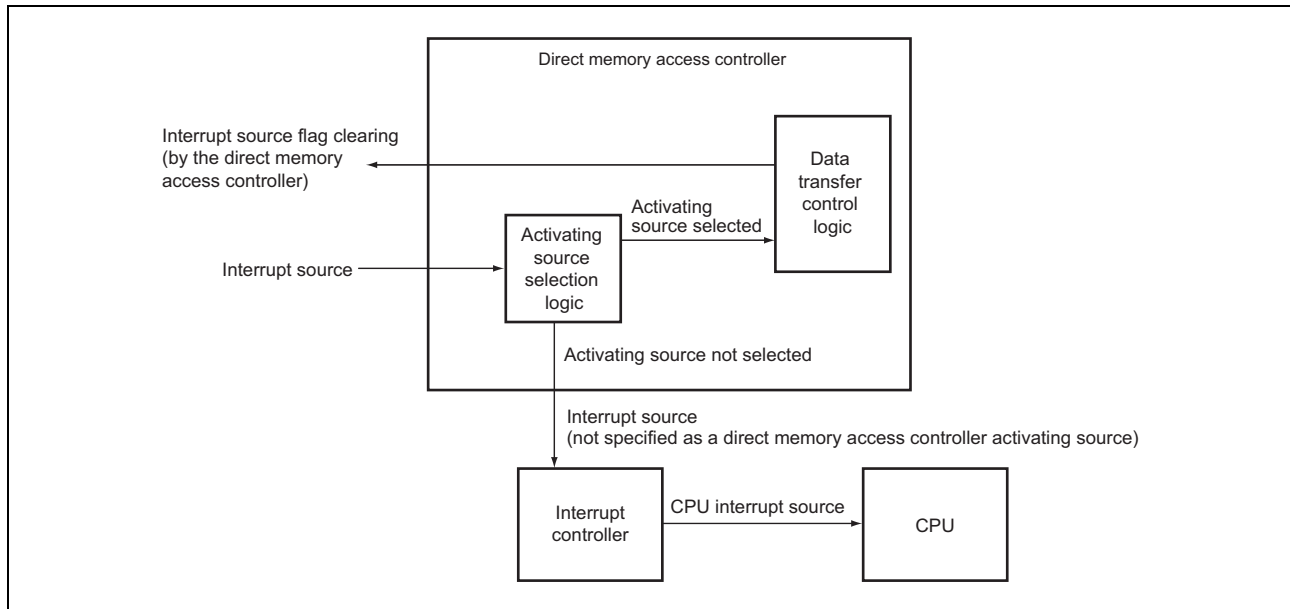 Direct memory access controller
Interrupt source flag clearing
(by the direct memory
access controller)
Data
transfer
control
logic
Activating
source selected
Activating
source
selection
logic
Interrupt source
Activating source not selected
Interrupt source
(not specified as a direct memory access controller activating source)
Interrupt
controller
CPU interrupt source
CPU